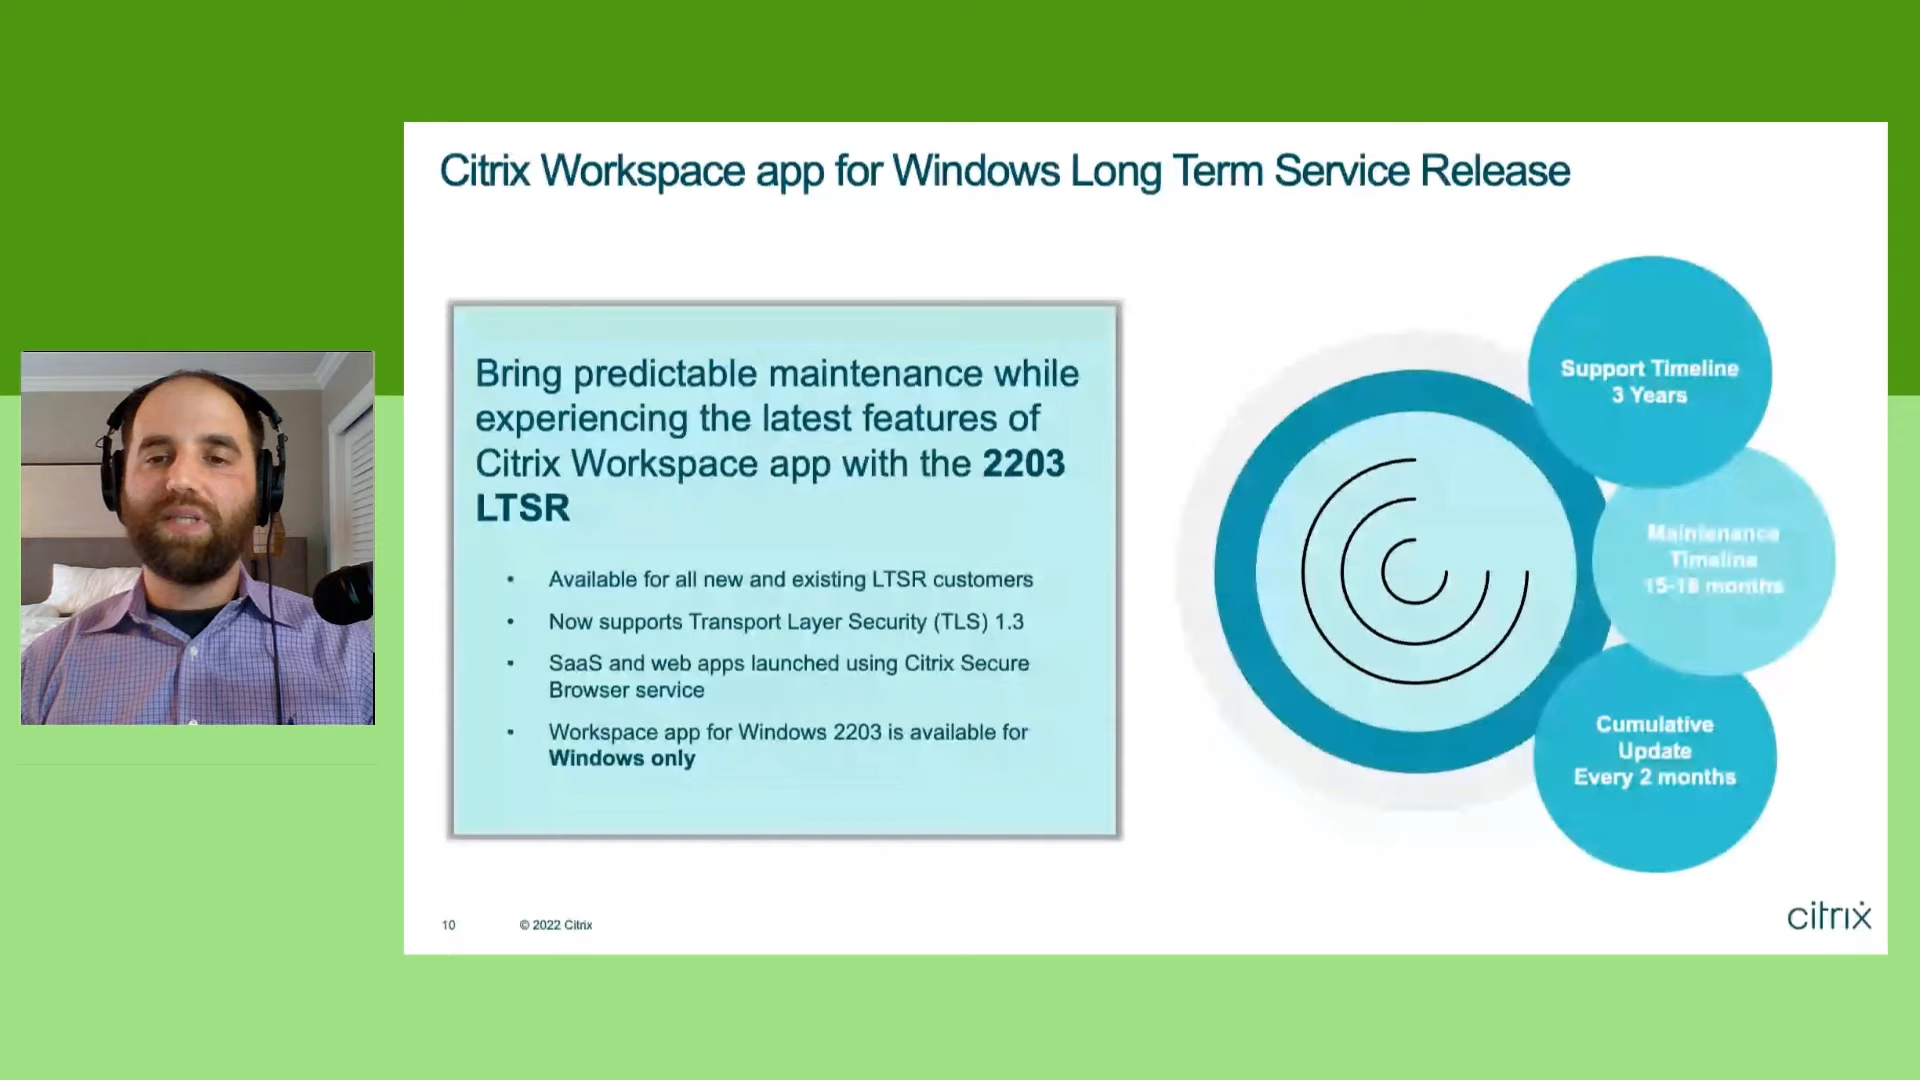 Citrix Workspace app for Windows Long Term Service Release
Bring predictable maintenance while
experiencing the latest features of
Citrix Workspace app with the 2203
LTSR
• Available for all new and existing LTSR customers
• Now supports Transport Layer Security (TLS) 1.3
• SaaS and web apps launched using Citrix Secure
Browser service
• Workspace app for Windows 2203 is available for
Windows only
Support Timeline
3 Years
Maintenance
Timeline
15-18 months
Cumulative
Update
Every 2 months
10
© 2022 Citrix
citrix